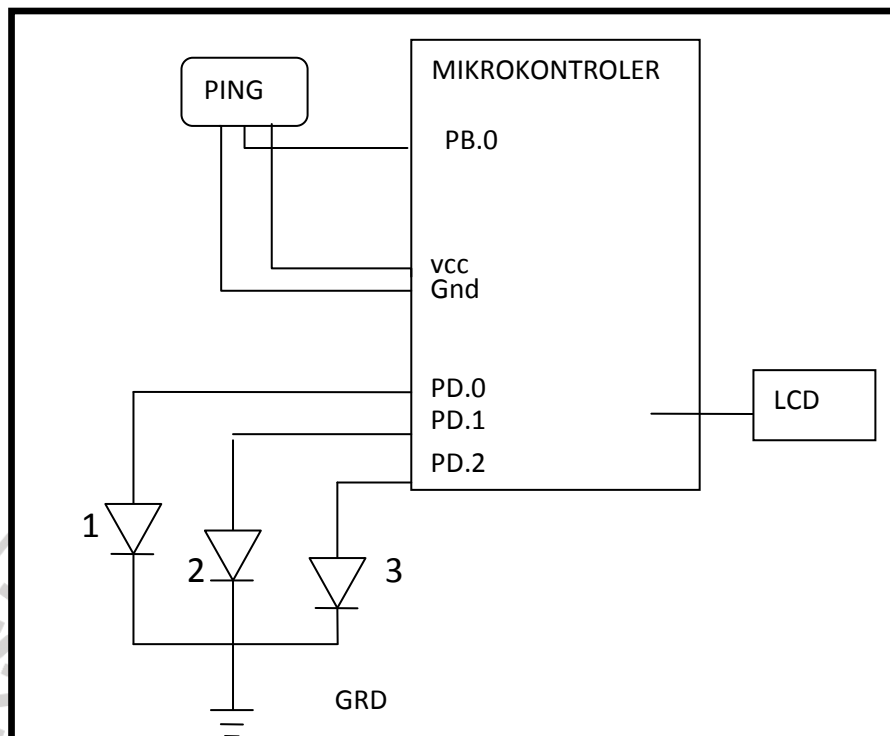 MIKROKONTROLER
PING
PB.0
vcc
Gnd
PD.0
LCD
PD.1
PD.2
1
2
3
GRD